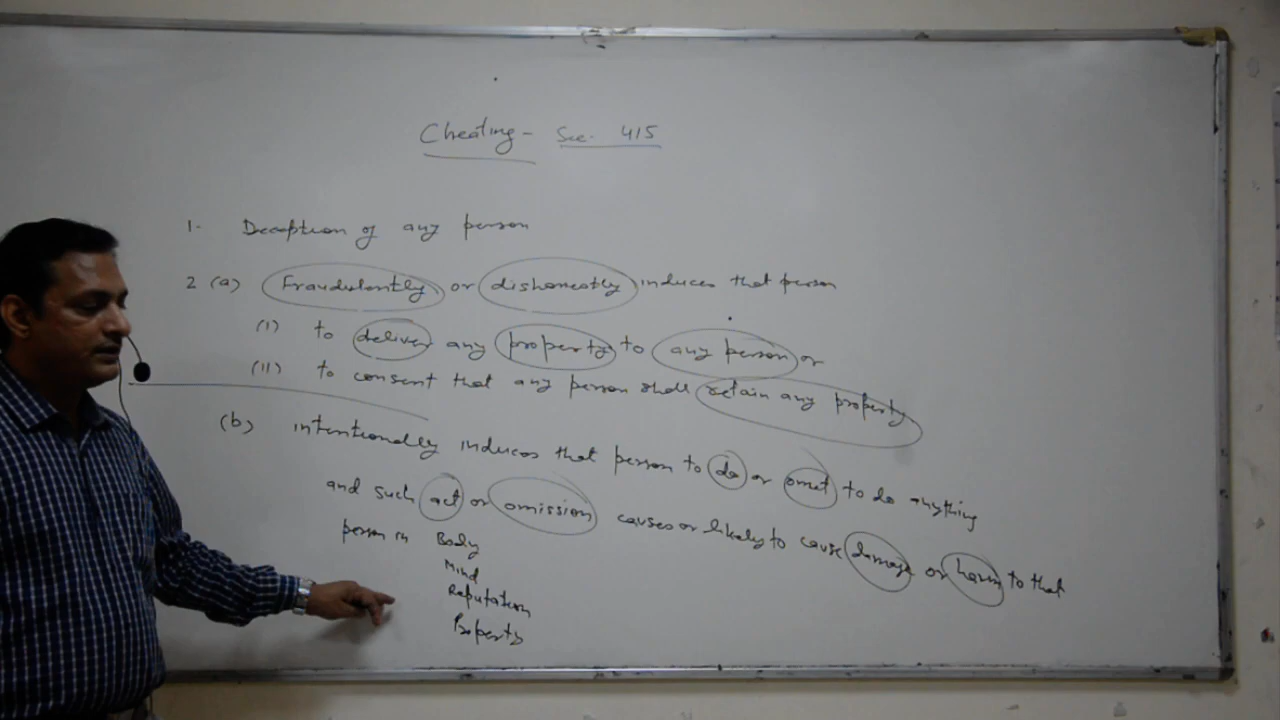 Cheating - Sec. 415
1. Deception of any person
2 (a) Fraudulently or dishonestly induces that person
(i) to deliver any property to any person or
(ii) to consent that any person shall retain any property
(b) intentionally induces that person to do or omit to do anything
and such act or omission causes or likely to cause damage or harm to that
person in Body
Mind
Reputation
Property